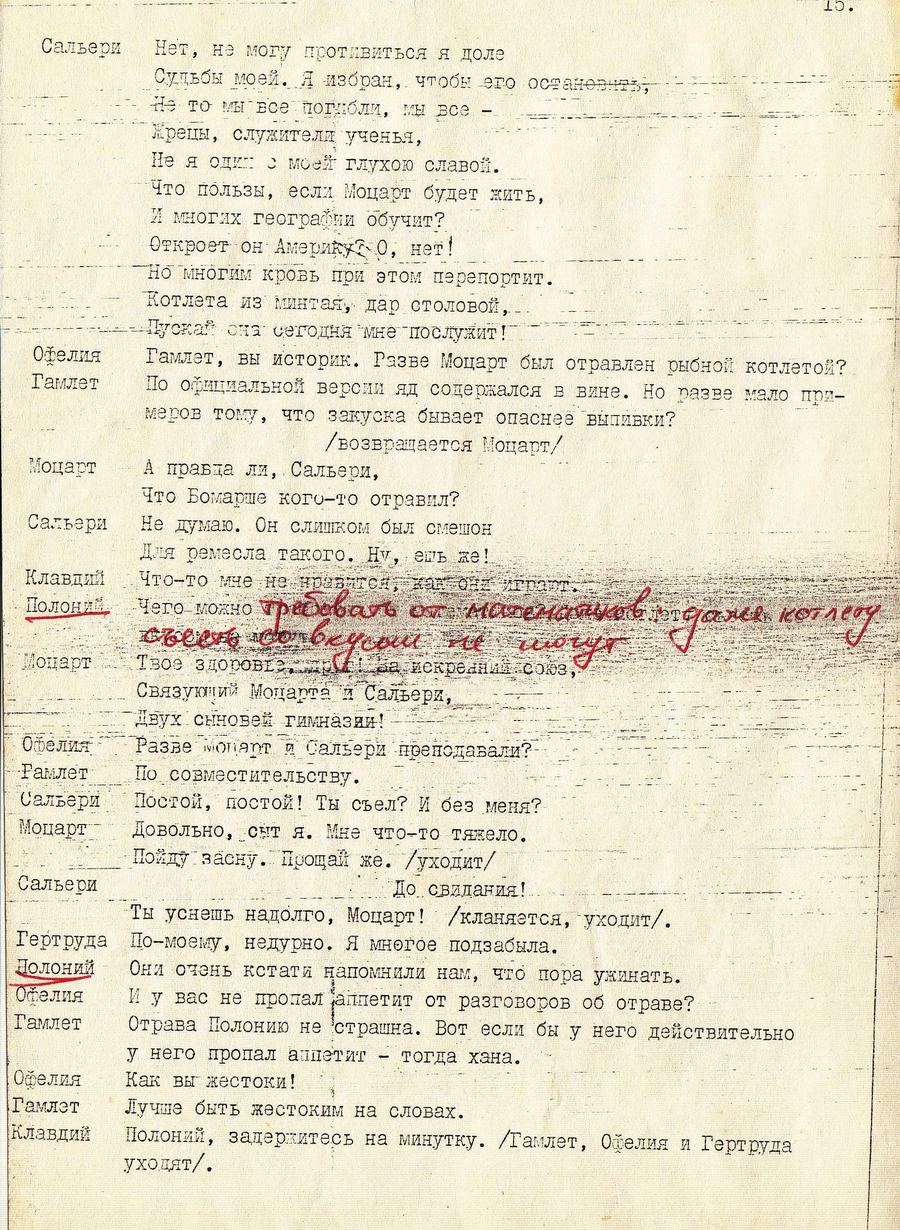 15.
Сальери Нет, не могу противиться я доле
Судьбы моей. Я избран, чтобы его остановить,
Не то мы все погибли, мы все -
Жрецы, служители ученья,
Не я один с моей глухою славой.
Что пользы, если Моцарт будет жить,
И многих географии обучит?
Откроет он Америку? О, нет!
Но многим кровь при этом перепортит.
Котлета из минтая, дар столовой,
Пускай она сегодня мне послужит!
Офелия Гамлет, вы историк. Разве Моцарт был отравлен рыбной котлетой?
Гамлет По официальной версии яд содержался в вине. Но разве мало при-
меров тому, что закуска бывает опаснее выпивки?
/возвращается Моцарт/
Моцарт А правда ли, Сальери,
Что Бомарше кого-то отравил?
Сальери Не думаю. Он слишком был смешон
Для ремесла такого. Ну, ешь же!
Клавдий Что-то мне не нравится, как они играют.
Полоний Чего можно требовать от математиков, даже котлету
съесть со вкусом не могут.
Моцарт Твое здоровье, друг! За искренний союз,
Связующий Моцарта и Сальери,
Двух сыновей гимназии!
Офелия Разве Моцарт и Сальери преподавали?
Гамлет По совместительству.
Сальери Постой, постой! Ты съел? И без меня?
Моцарт Довольно, сыт я. Мне что-то тяжело.
Пойду засну. Прощай же. /уходит/
Сальери До свидания!
Ты уснешь надолго, Моцарт! /кланяется, уходит/.
Гертруда По-моему, недурно. Я многое подзабыла.
Полоний Они очень кстати напомнили нам, что пора ужинать.
Офелия И у вас не пропал аппетит от разговоров об отраве?
Гамлет Отрава Полонию не страшна. Вот если бы у него действительно
у него пропал аппетит - тогда хана.
Офелия Как вы жестоки!
Гамлет Лучше быть жестоким на словах.
Клавдий Полоний, задержитесь на минутку. /Гамлет, Офелия и Гертруда
уходят/.